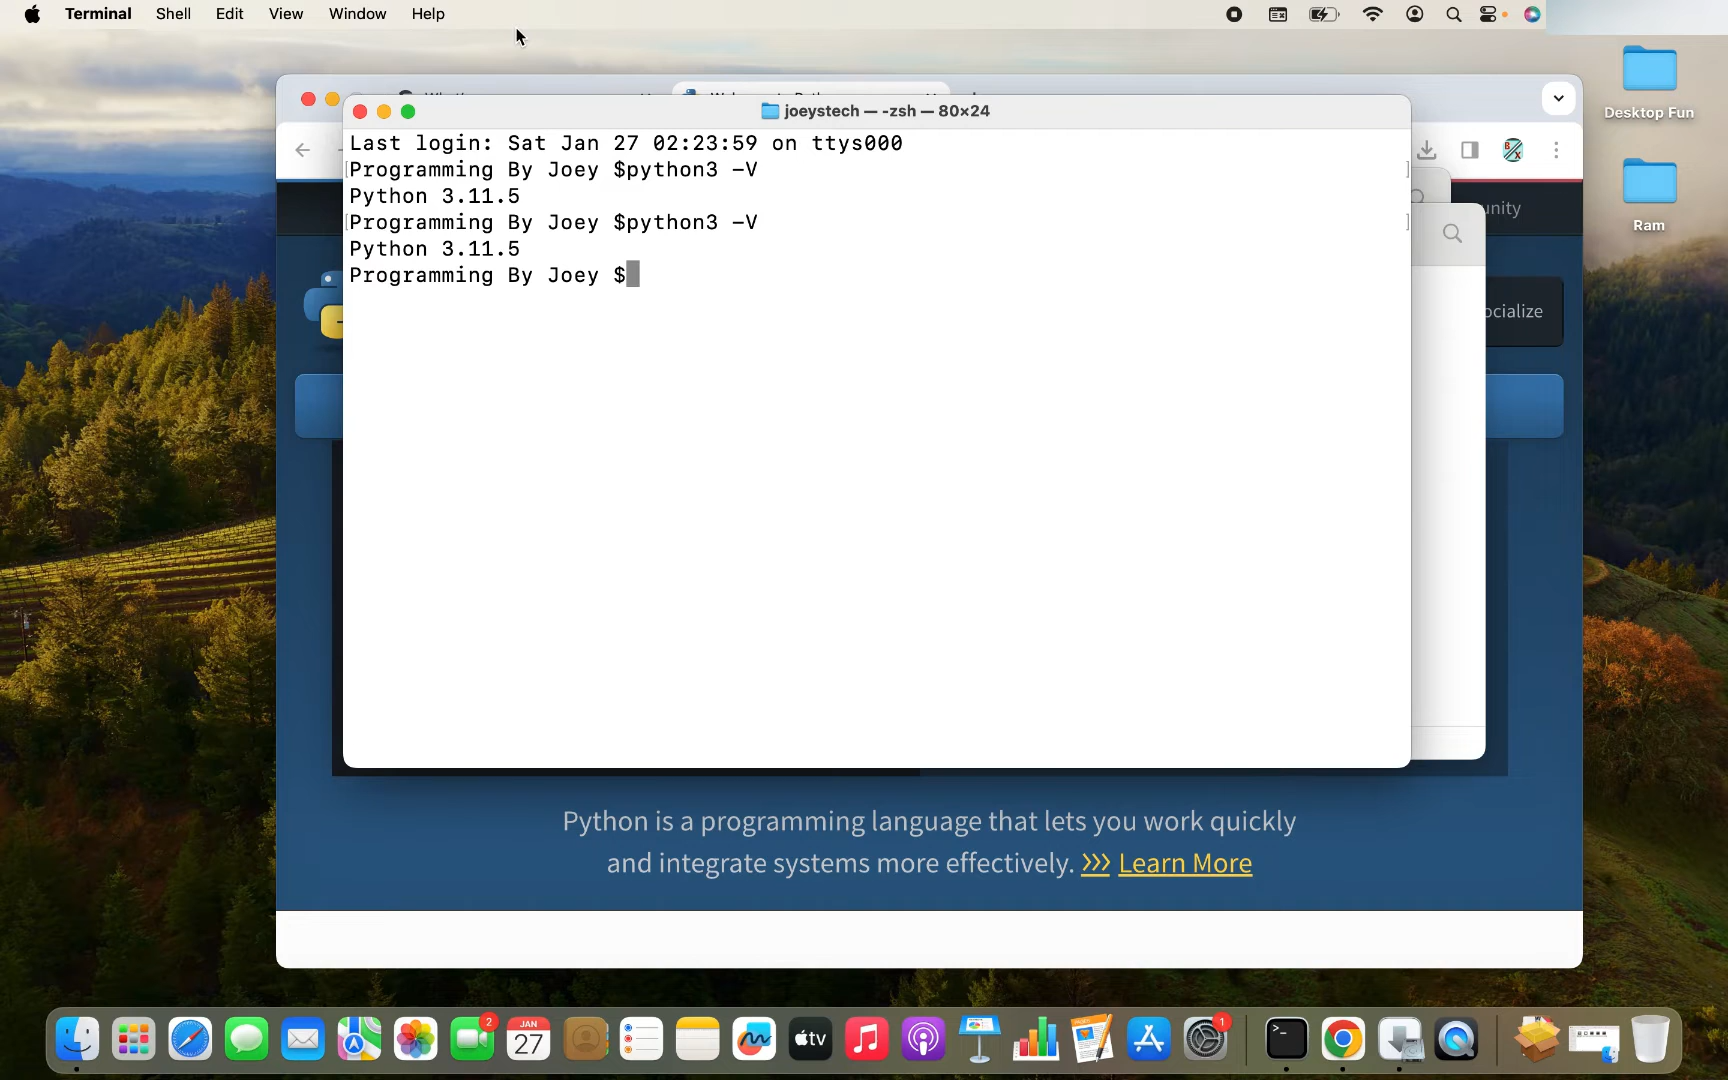 Terminal Shell Edit View Window Help
Desktop Fun
joeystech — -zsh — 80×24
Last login: Sat Jan 27 02:23:59 on ttys000
Programming By Joey $python3 -V
Python 3.11.5
Programming By Joey $python3 -V
Python 3.11.5
Programming By Joey $
Ram
Python is a programming language that lets you work quickly
and integrate systems more effectively. >>> Learn More
2
JAN
27
tv
1
>_